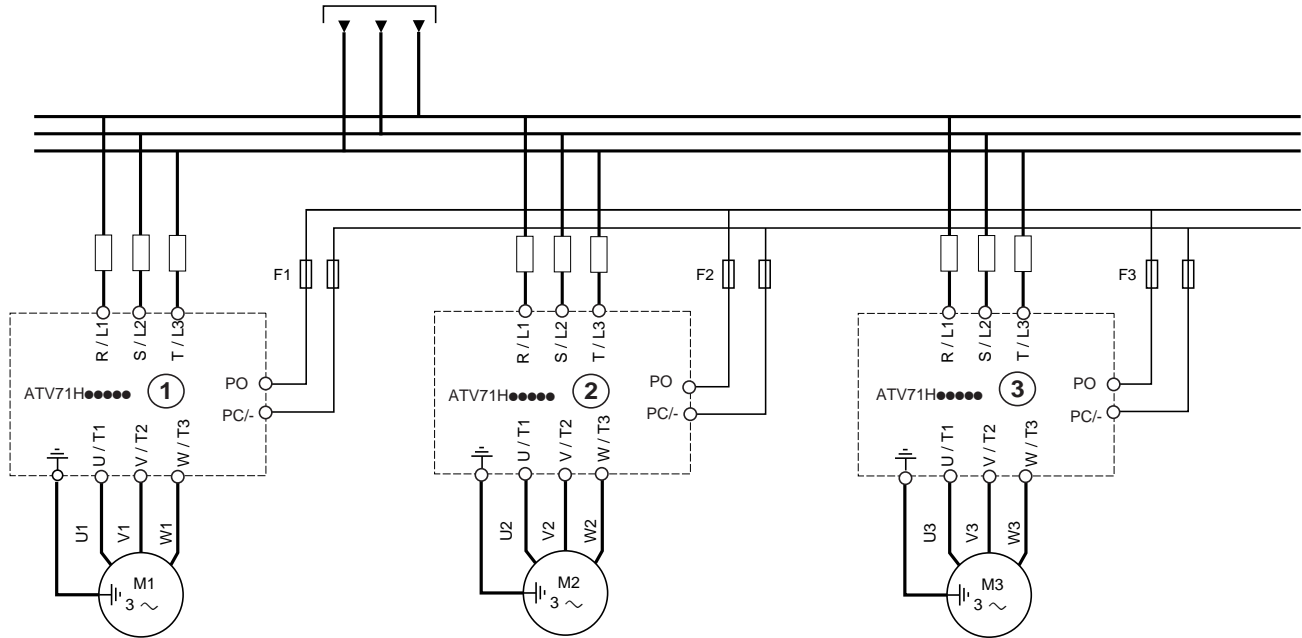 F1
F2
F3
R / L1
S / L2
T / L3
R / L1
S / L2
T / L3
R / L1
S / L2
T / L3
ATV71H●●●●●
1
PO
PC/-
ATV71H●●●●●
2
PO
PC/-
ATV71H●●●●●
3
PO
PC/-
U / T1
V / T2
W / T3
U / T1
V / T2
W / T3
U / T1
V / T2
W / T3
U1
V1
W1
U2
V2
W2
U3
V3
W3
M1
3 ~
M2
3 ~
M3
3 ~